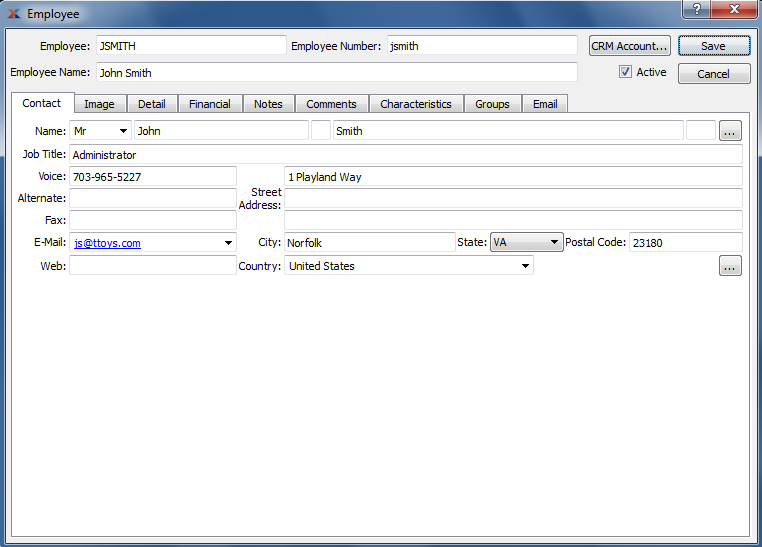 Employee
Employee: JSMITH Employee Number: jsmith CRM Account... Save
Employee Name: John Smith Active Cancel
Contact Image Detail Financial Notes Comments Characteristics Groups Email
Name: Mr John Smith ...
Job Title: Administrator
Voice: 703-965-5227 1 Playland Way
Alternate: Street
Address:
Fax:
E-Mail: js@ttoys.com City: Norfolk State: VA Postal Code: 23180
Web: Country: United States ...